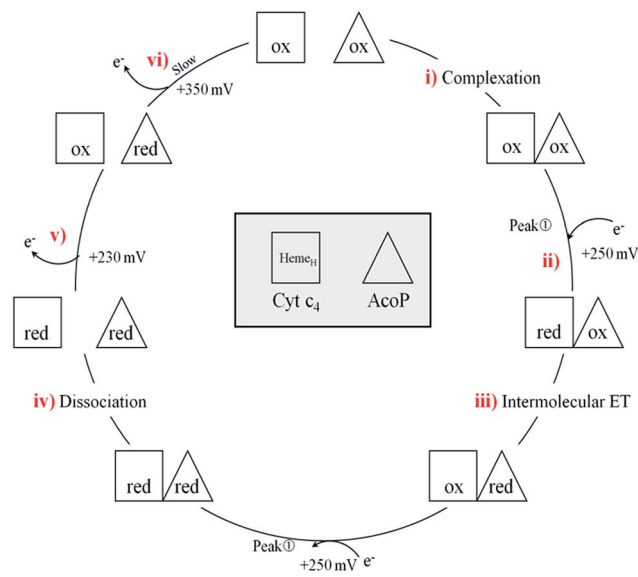 ox ox
i) Complexation
ox ox
Peak①
e-
+250 mV
ii)
red ox
iii) Intermolecular ET
ox red
Peak①
+250 mV
e-
red red
iv) Dissociation
red red
v)
e-
+230 mV
ox red
vi)
e-
Slow
+350 mV
HemeH
Cyt c4
AcoP